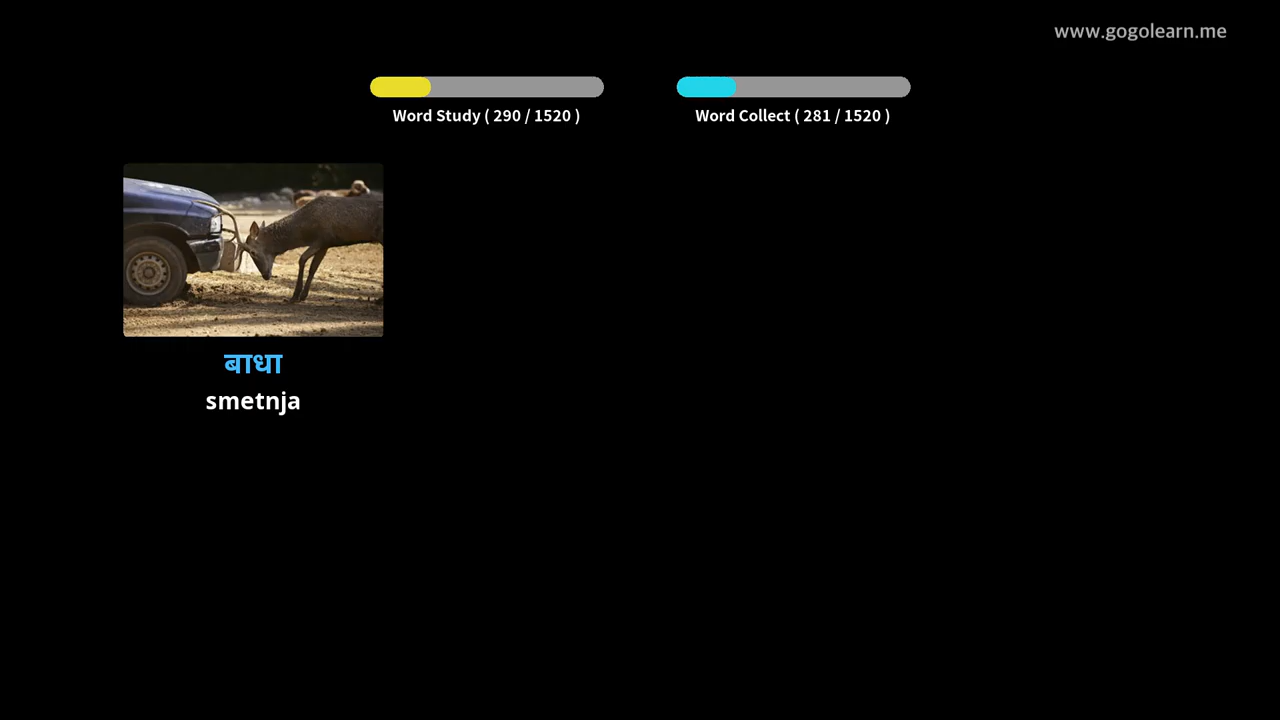 www.gogolearn.me
Word Study ( 290 / 1520 )
Word Collect ( 281 / 1520 )
बाधा
smetnja